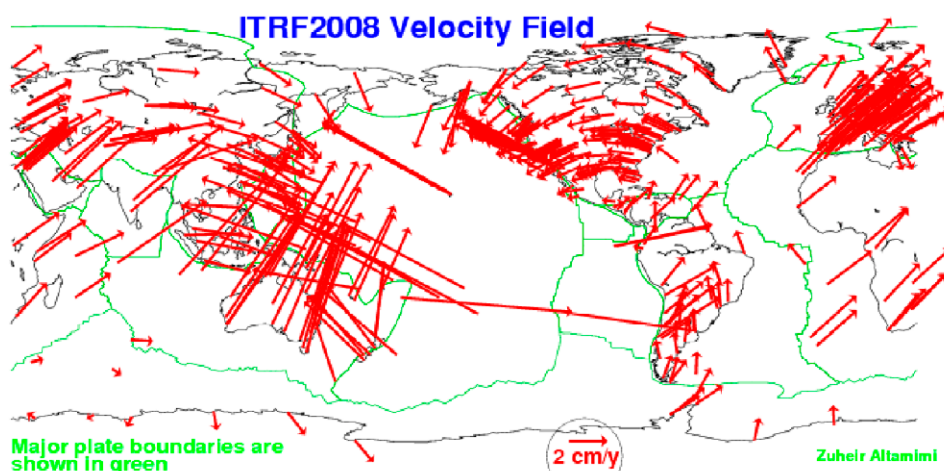 ITRF2008 Velocity Field
Major plate boundaries are
shown in green
2 cm/y
Zuheir Altamimi